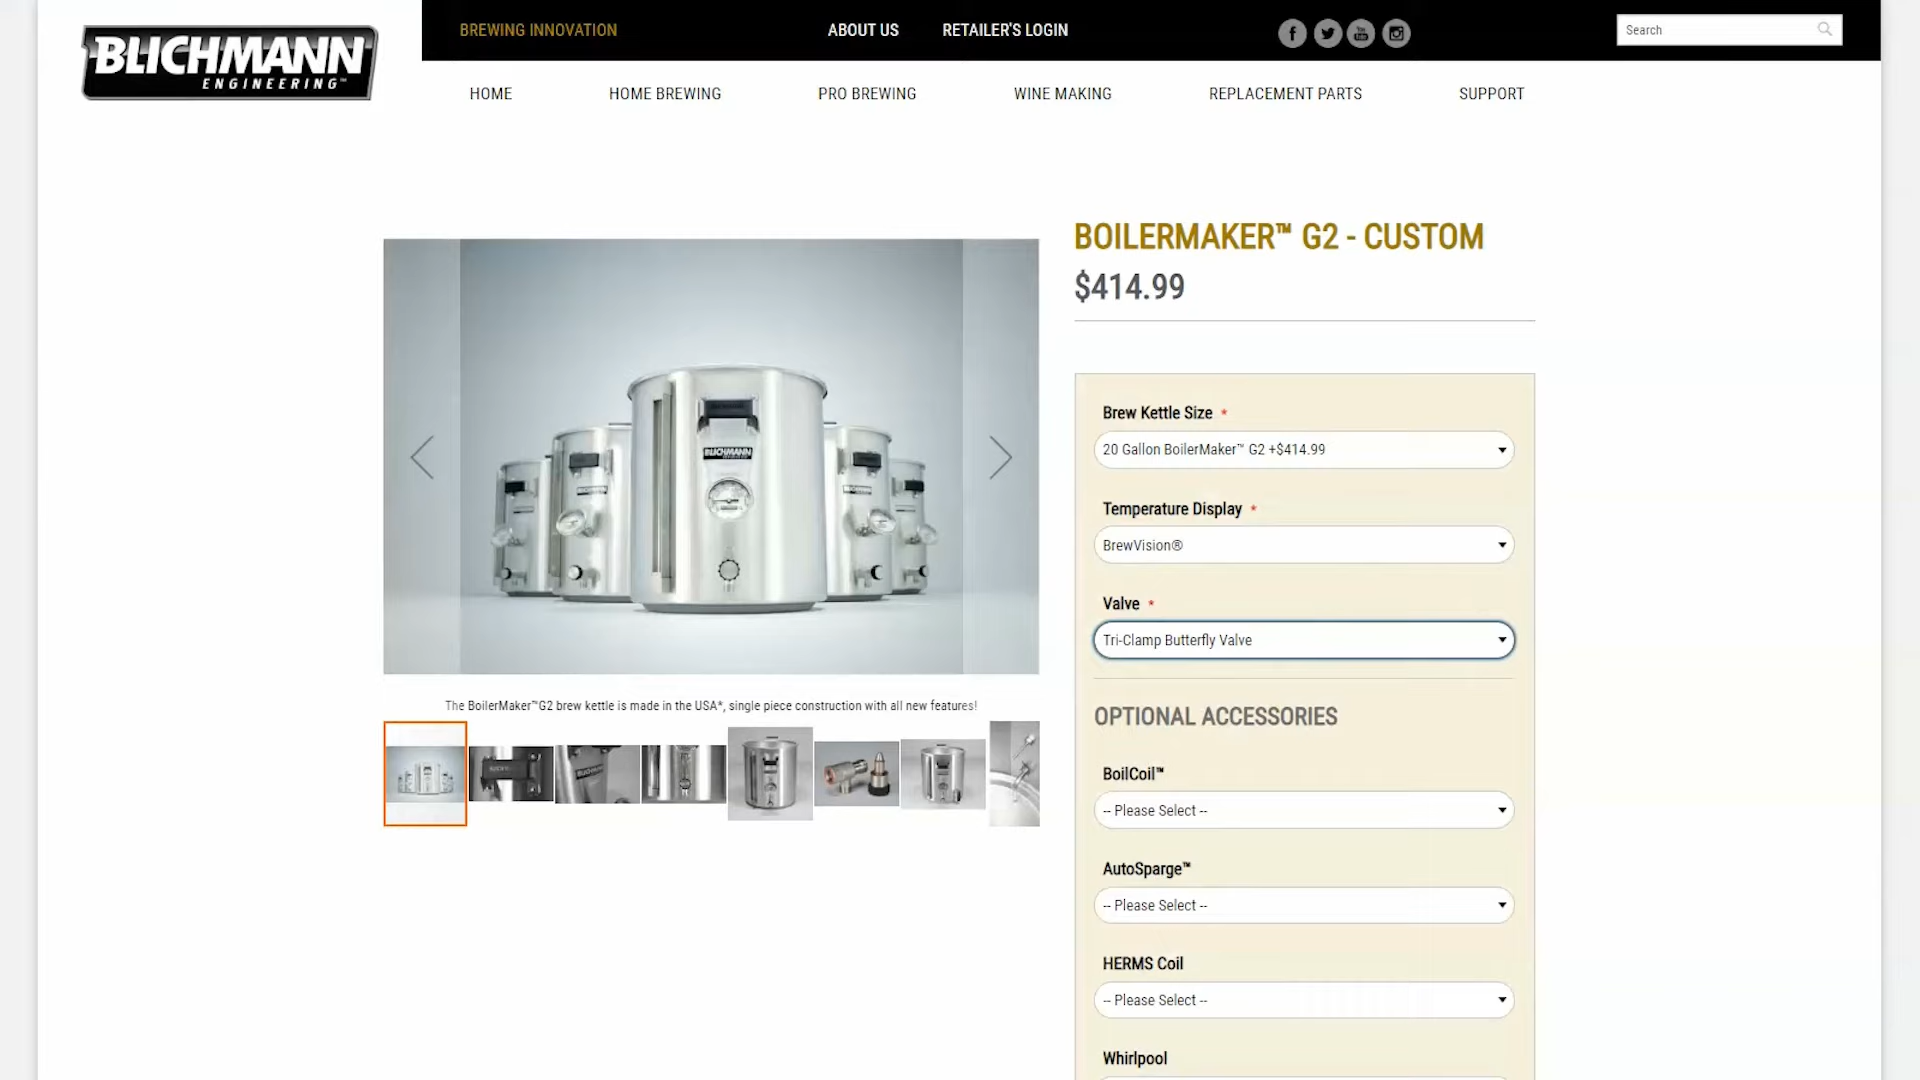 BLICHMANN
ENGINEERING™
BREWING INNOVATION
ABOUT US
RETAILER'S LOGIN
Search
HOME
HOME BREWING
PRO BREWING
WINE MAKING
REPLACEMENT PARTS
SUPPORT
BOILERMAKER™ G2 - CUSTOM
$414.99
BLICHMANN
Brew Kettle Size *
20 Gallon BoilerMaker™ G2 +$414.99
Temperature Display *
BrewVision®
Valve *
Tri-Clamp Butterfly Valve
The BoilerMaker™G2 brew kettle is made in the USA*, single piece construction with all new features!
OPTIONAL ACCESSORIES
BoilCoil™
-- Please Select --
AutoSparge™
-- Please Select --
HERMS Coil
-- Please Select --
Whirlpool